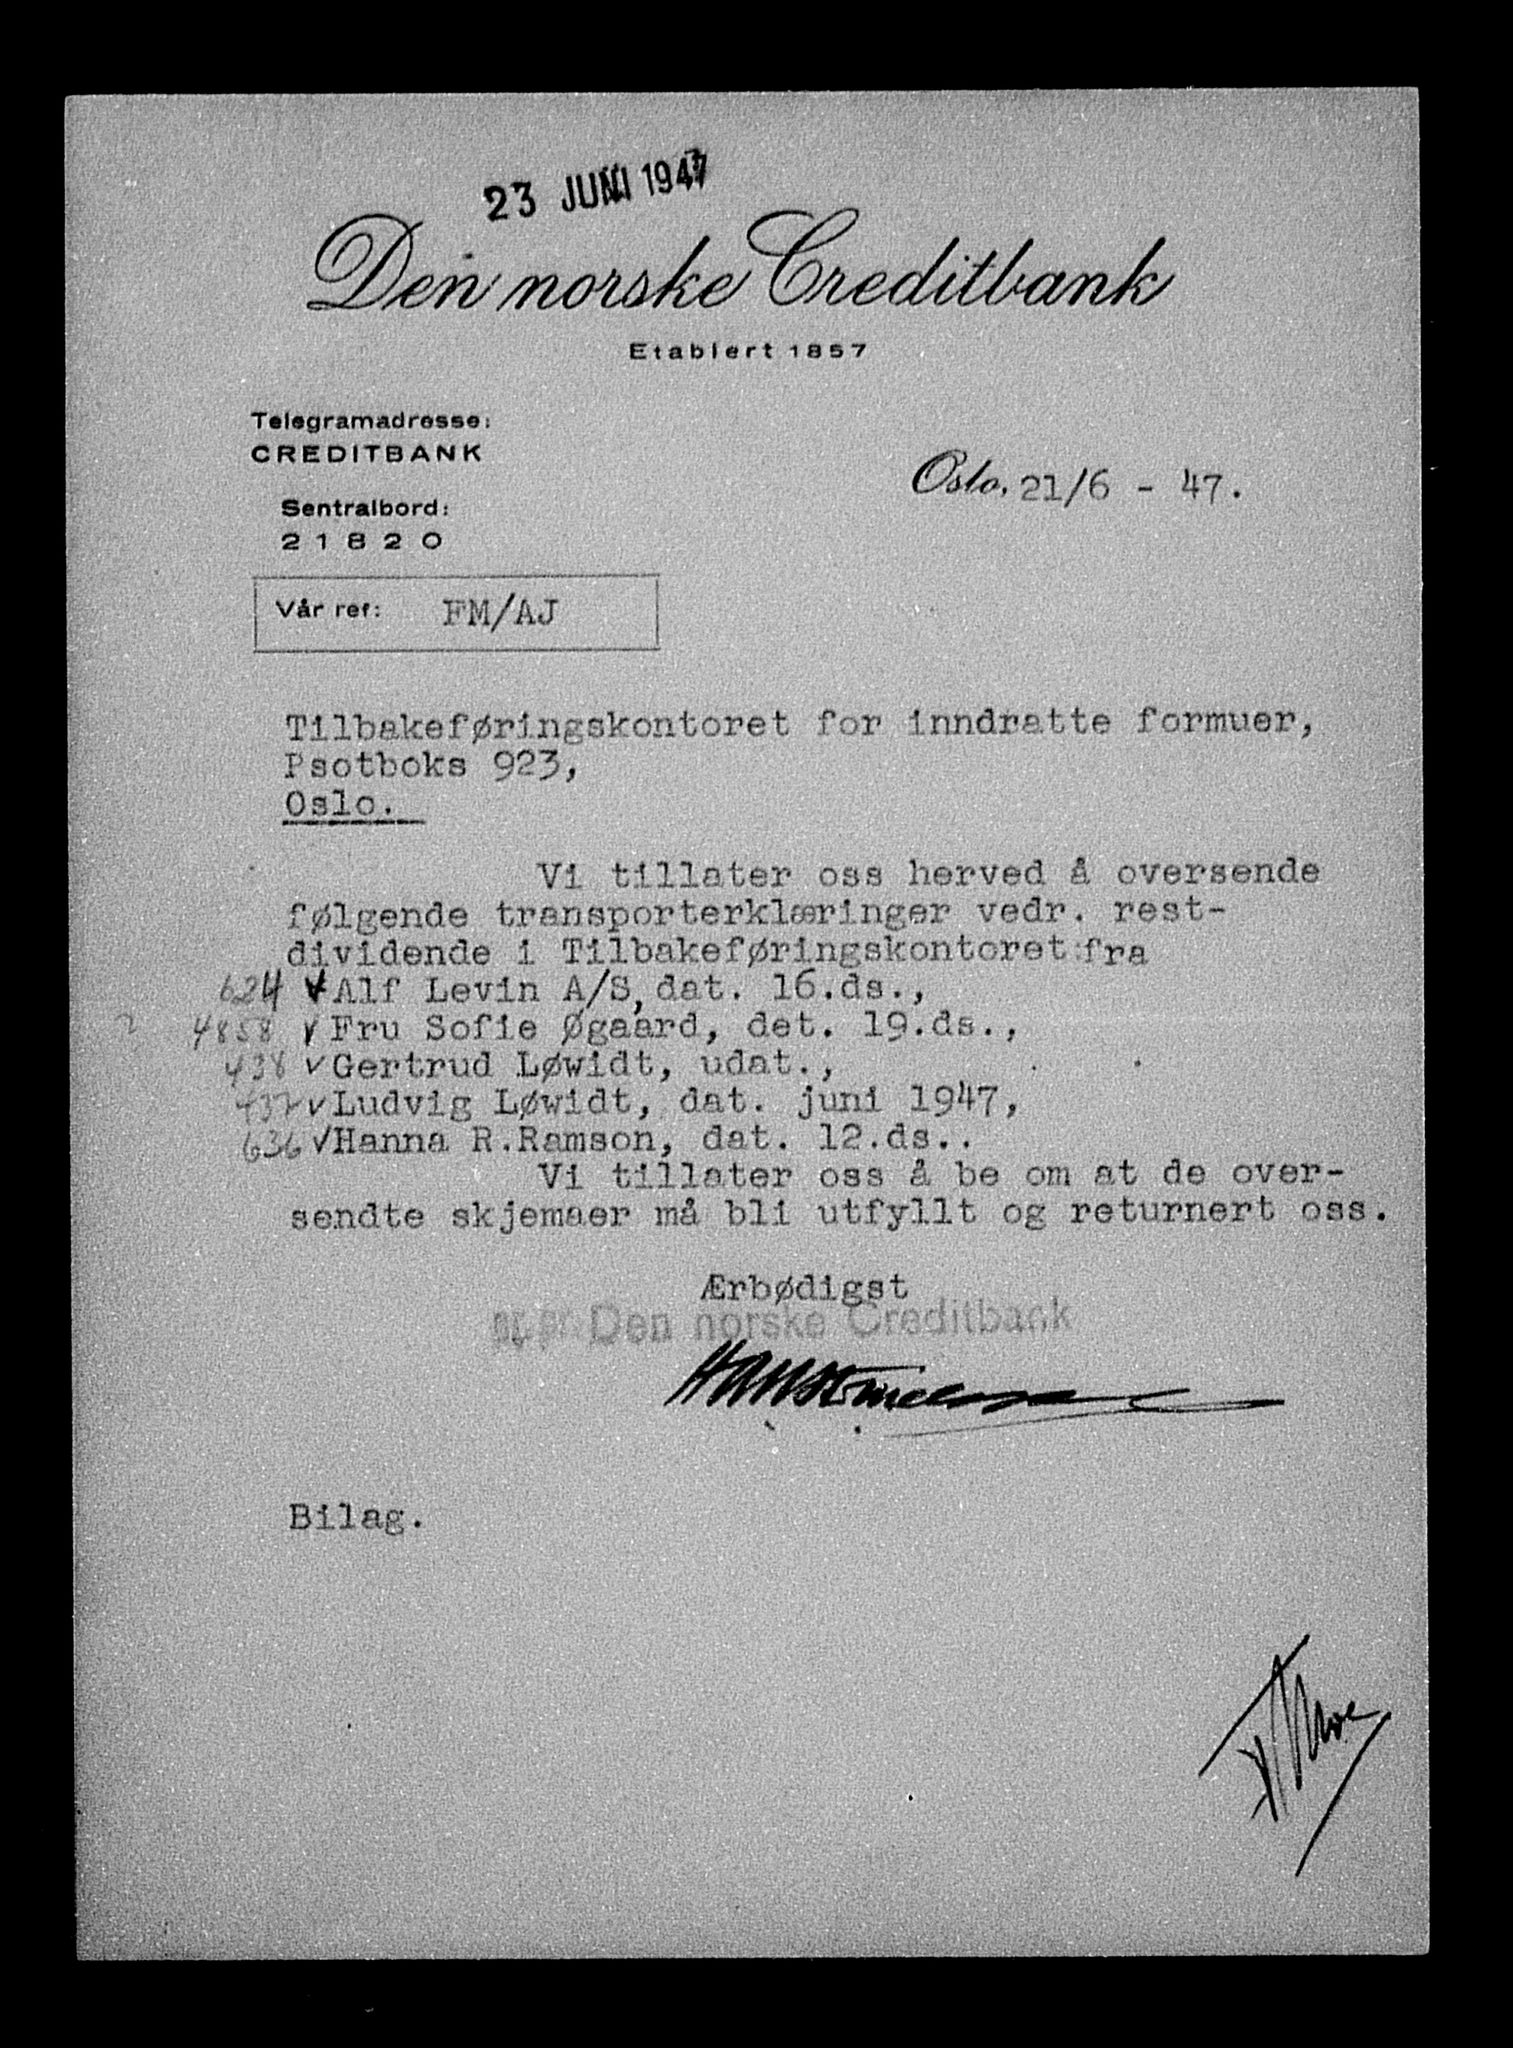 23 JUNI 1947
Den norske Creditbank
Etablert 1857
Telegramadresse:
CREDITBANK
Sentralbord:
21820
Oslo, 21/6 - 47.
Vår ref: FM/AJ
Tilbakeføringskontoret for inndratte formuer,
Psotboks 923,
Oslo.
Vi tillater oss herved å oversende
følgende transporterklæringer vedr. rest-
dividende i Tilbakeføringskontoret fra
624 Alf Levin A/S, dat. 16.ds.,
? 4858 ✓ Fru Sofie Øgaard, det. 19.ds.,
438 ✓ Gertrud Løwidt, udat.,
437 ✓ Ludvig Løwidt, dat. juni 1947,
636 ✓ Hanna R.Ramson, dat. 12.ds..
Vi tillater oss å be om at de over-
sendte skjemaer må bli utfyllt og returnert oss.
Ærbødigst
Den norske Creditbank
Bilag.